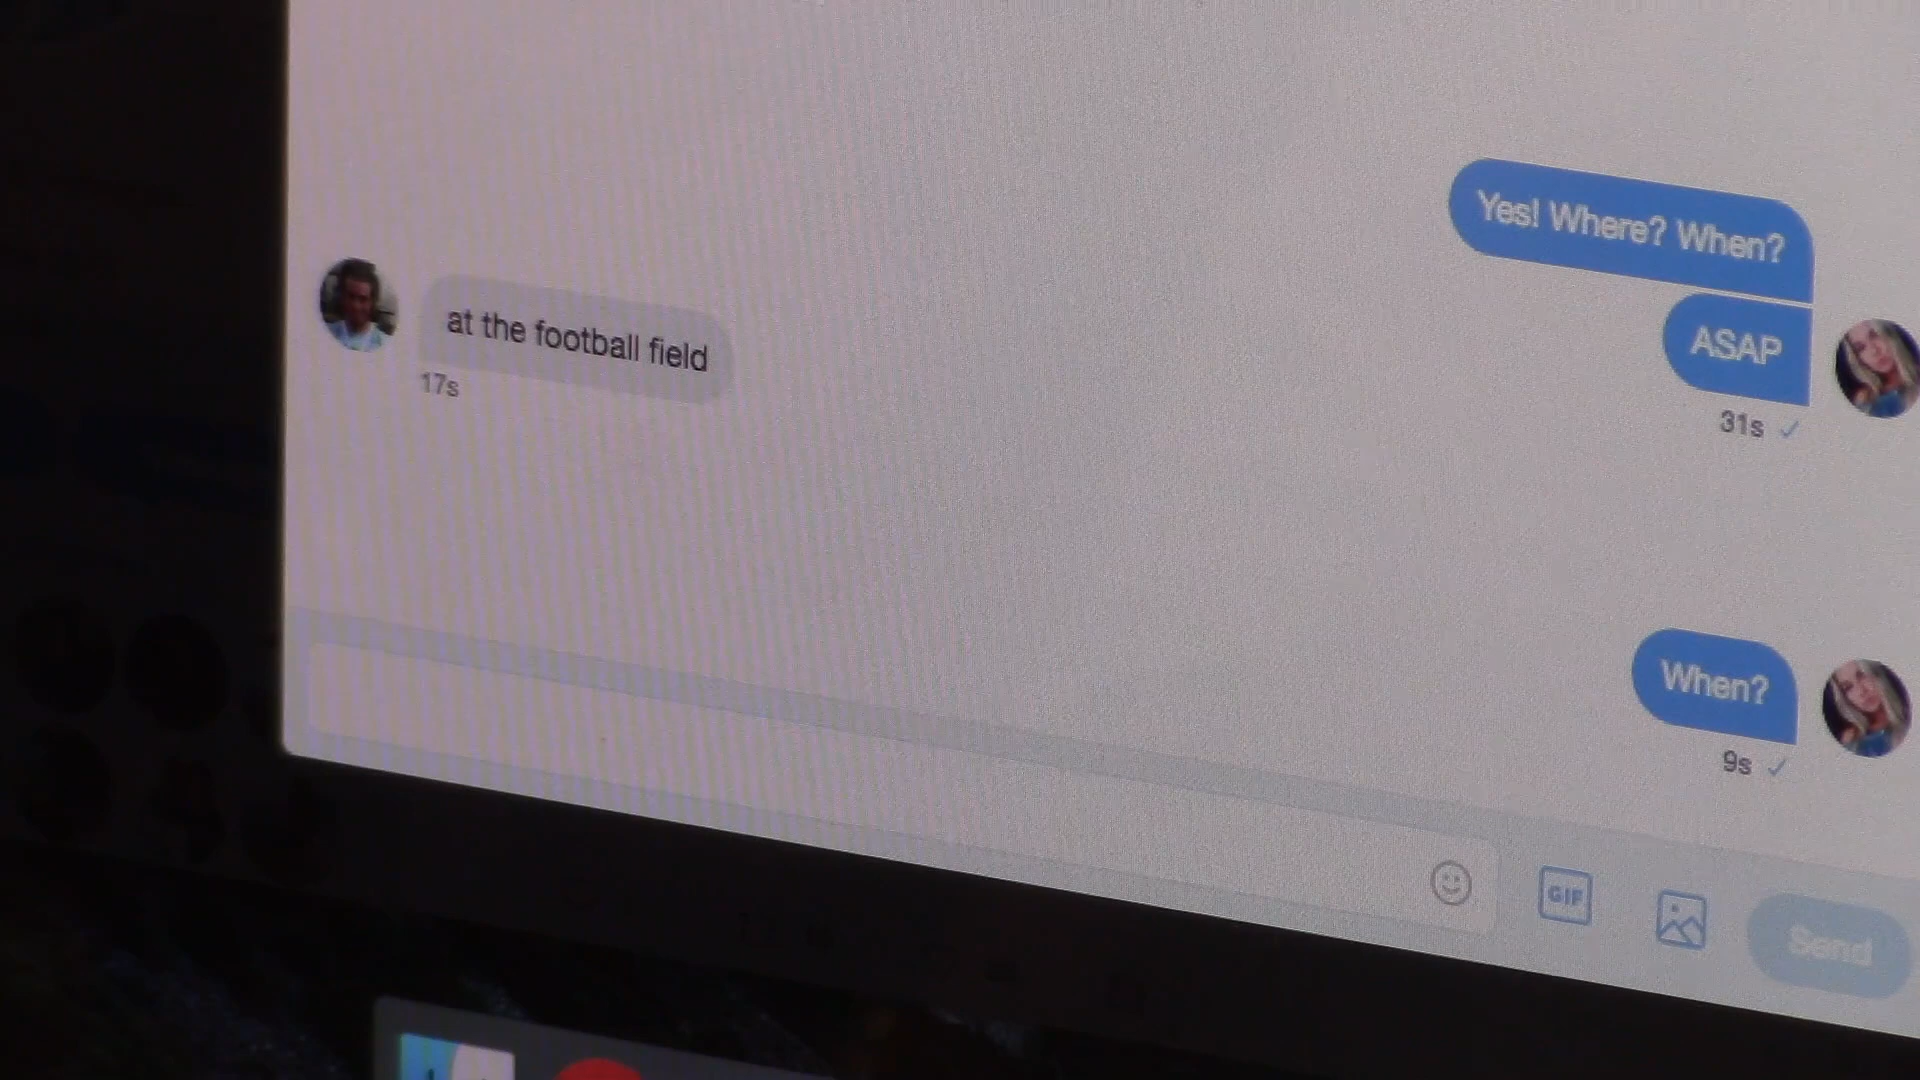 Yes! Where? When?
ASAP
31s
at the football field
17s
When?
9s
GIF
Send